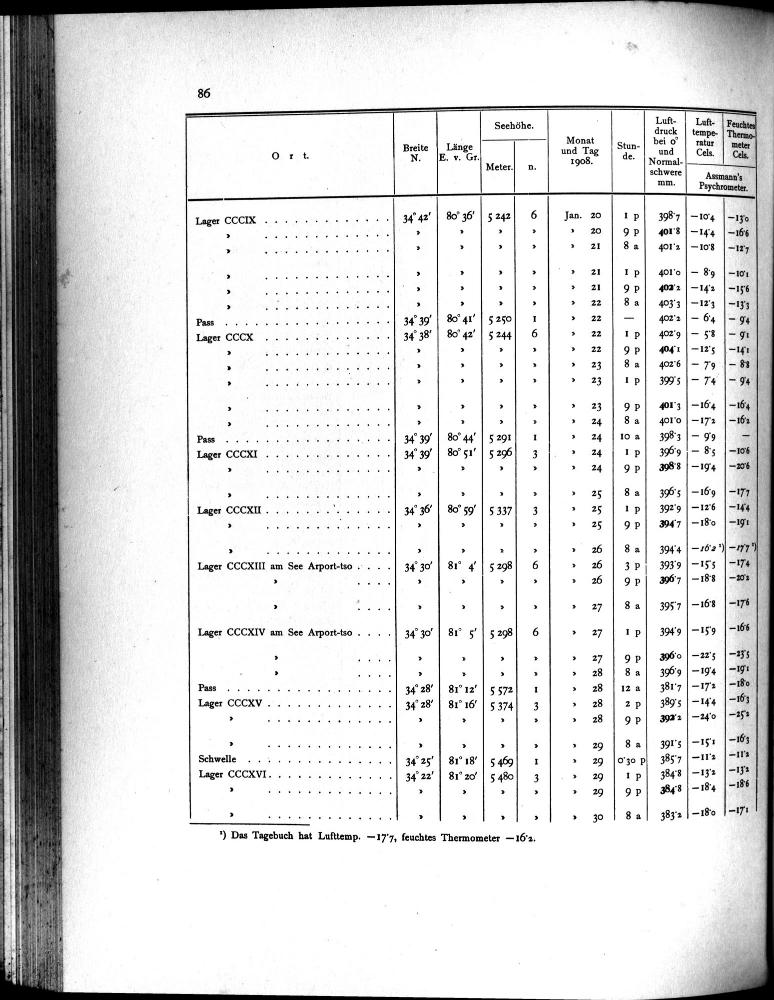 86
O r t. | Breite N. | Länge E. v. Gr. | Seehöhe. Meter. | n. | Monat und Tag 1908. | Stun-de. | Luft-druck bei 0° und Normal-schwere mm. | Luft-tempe-ratur Cels. | Feuchtes Thermo-meter Cels. | Assmann's Psychrometer.
Lager CCCIX . . . . . . . . . . . . . 34° 42′ 80° 36′ 5 242 6 Jan. 20 1 p 398·7 −10·4 −13·0
» . . . . . . . . . . . . . » » » » » 20 9 p 401·8 −14·4 −16·6
» . . . . . . . . . . . . . » » » » » 21 8 a 401·2 −10·8 −12·7
» . . . . . . . . . . . . . » » » » » 21 1 p 401·0 − 8·9 −10·1
» . . . . . . . . . . . . . » » » » » 21 9 p 402·2 −14·2 −15·6
» . . . . . . . . . . . . . » » » » » 22 8 a 403·3 −12·3 −13·3
Pass . . . . . . . . . . . . . . . . 34° 39′ 80° 41′ 5 250 1 » 22 — 402·2 − 6·4 − 9·4
Lager CCCX . . . . . . . . . . . . . 34° 38′ 80° 42′ 5 244 6 » 22 1 p 402·9 − 5·8 − 9·1
» . . . . . . . . . . . . . » » » » » 22 9 p 404·1 −12·5 −14·1
» . . . . . . . . . . . . . » » » » » 23 8 a 402·6 − 7·9 − 8·8
» . . . . . . . . . . . . . » » » » » 23 1 p 399·5 − 7·4 − 9·4
» . . . . . . . . . . . . . » » » » » 23 9 p 401·3 −16·4 −16·4
» . . . . . . . . . . . . . » » » » » 24 8 a 401·0 −17·2 −16·2
Pass . . . . . . . . . . . . . . . . 34° 39′ 80° 44′ 5 291 1 » 24 10 a 398·3 − 9·9 —
Lager CCCXI . . . . . . . . . . . . . 34° 39′ 80° 51′ 5 296 3 » 24 1 p 396·9 − 8·5 −10·6
» . . . . . . . . . . . . . » » » » » 24 9 p 398·8 −19·4 −20·6
» . . . . . . . . . . . . . » » » » » 25 8 a 396·5 −16·9 −17·7
Lager CCCXII . . . . . . . . . . . . . 34° 36′ 80° 59′ 5 337 3 » 25 1 p 392·9 −12·6 −14·4
» . . . . . . . . . . . . . » » » » » 25 9 p 394·7 −18·0 −19·1
» . . . . . . . . . . . . . » » » » » 26 8 a 394·4 −16·2 ¹) −17·7 ¹)
Lager CCCXIII am See Arport-tso . . . . 34° 30′ 81° 4′ 5 298 6 » 26 3 p 393·9 −15·5 −17·4
» . . . . » » » » » 26 9 p 396·7 −18·8 −20·2
» . . . . » » » » » 27 8 a 395·7 −16·8 −17·6
Lager CCCXIV am See Arport-tso . . . . 34° 30′ 81° 5′ 5 298 6 » 27 1 p 394·9 −15·9 −16·6
» . . . . » » » » » 27 9 p 396·0 −22·5 −23·5
» . . . . » » » » » 28 8 a 396·9 −19·4 −19·1
Pass . . . . . . . . . . . . . . . . 34° 28′ 81° 12′ 5 572 1 » 28 12 a 381·7 −17·2 −18·0
Lager CCCXV . . . . . . . . . . . . . 34° 28′ 81° 16′ 5 374 3 » 28 2 p 389·5 −14·4 −16·3
» . . . . . . . . . . . . . » » » » » 28 9 p 392·2 −24·0 −25·2
» . . . . . . . . . . . . . » » » » » 29 8 a 391·5 −15·1 −16·3
Schwelle . . . . . . . . . . . . . . . 34° 25′ 81° 18′ 5 469 1 » 29 0·30 p 385·7 −11·2 −11·2
Lager CCCXVI . . . . . . . . . . . . . 34° 22′ 81° 20′ 5 480 3 » 29 1 p 384·8 −13·2 −13·2
» . . . . . . . . . . . . . » » » » » 29 9 p 384·8 −18·4 −18·6
» . . . . . . . . . . . . . » » » » » 30 8 a 383·2 −18·0 −17·1
¹) Das Tagebuch hat Lufttemp. −17·7, feuchtes Thermometer −16·2.